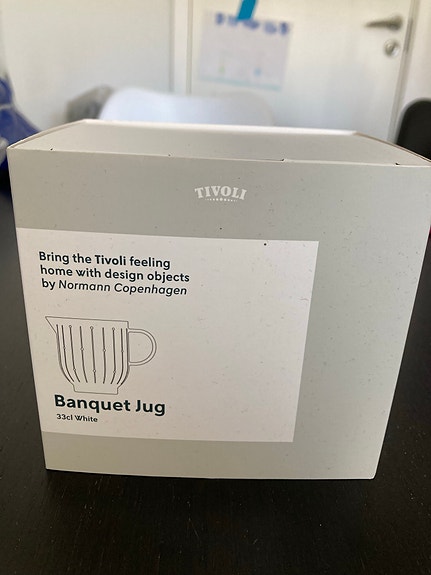 TIVOLI
Bring the Tivoli feeling
home with design objects
by Normann Copenhagen
Banquet Jug
33cl White